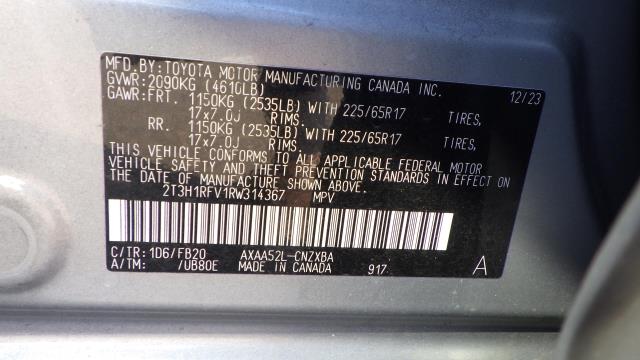 MFD.BY:TOYOTA MOTOR MANUFACTURING CANADA INC. 12/23
GVWR:2090KG (4610LB)
GAWR:FRT. 1150KG (2535LB) WITH 225/65R17 TIRES,
17x7.0J RIMS.
RR. 1150KG (2535LB) WITH 225/65R17 TIRES,
17x7.0J RIMS.
THIS VEHICLE CONFORMS TO ALL APPLICABLE FEDERAL MOTOR
VEHICLE SAFETY AND THEFT PREVENTION STANDARDS IN EFFECT ON
THE DATE OF MANUFACTURE SHOWN ABOVE.
2T3H1RFV1RW314367 MPV
C/TR:1D6/FB20 AXAA52L-CNZXBA
A/TM: /UB80E MADE IN CANADA 917 A